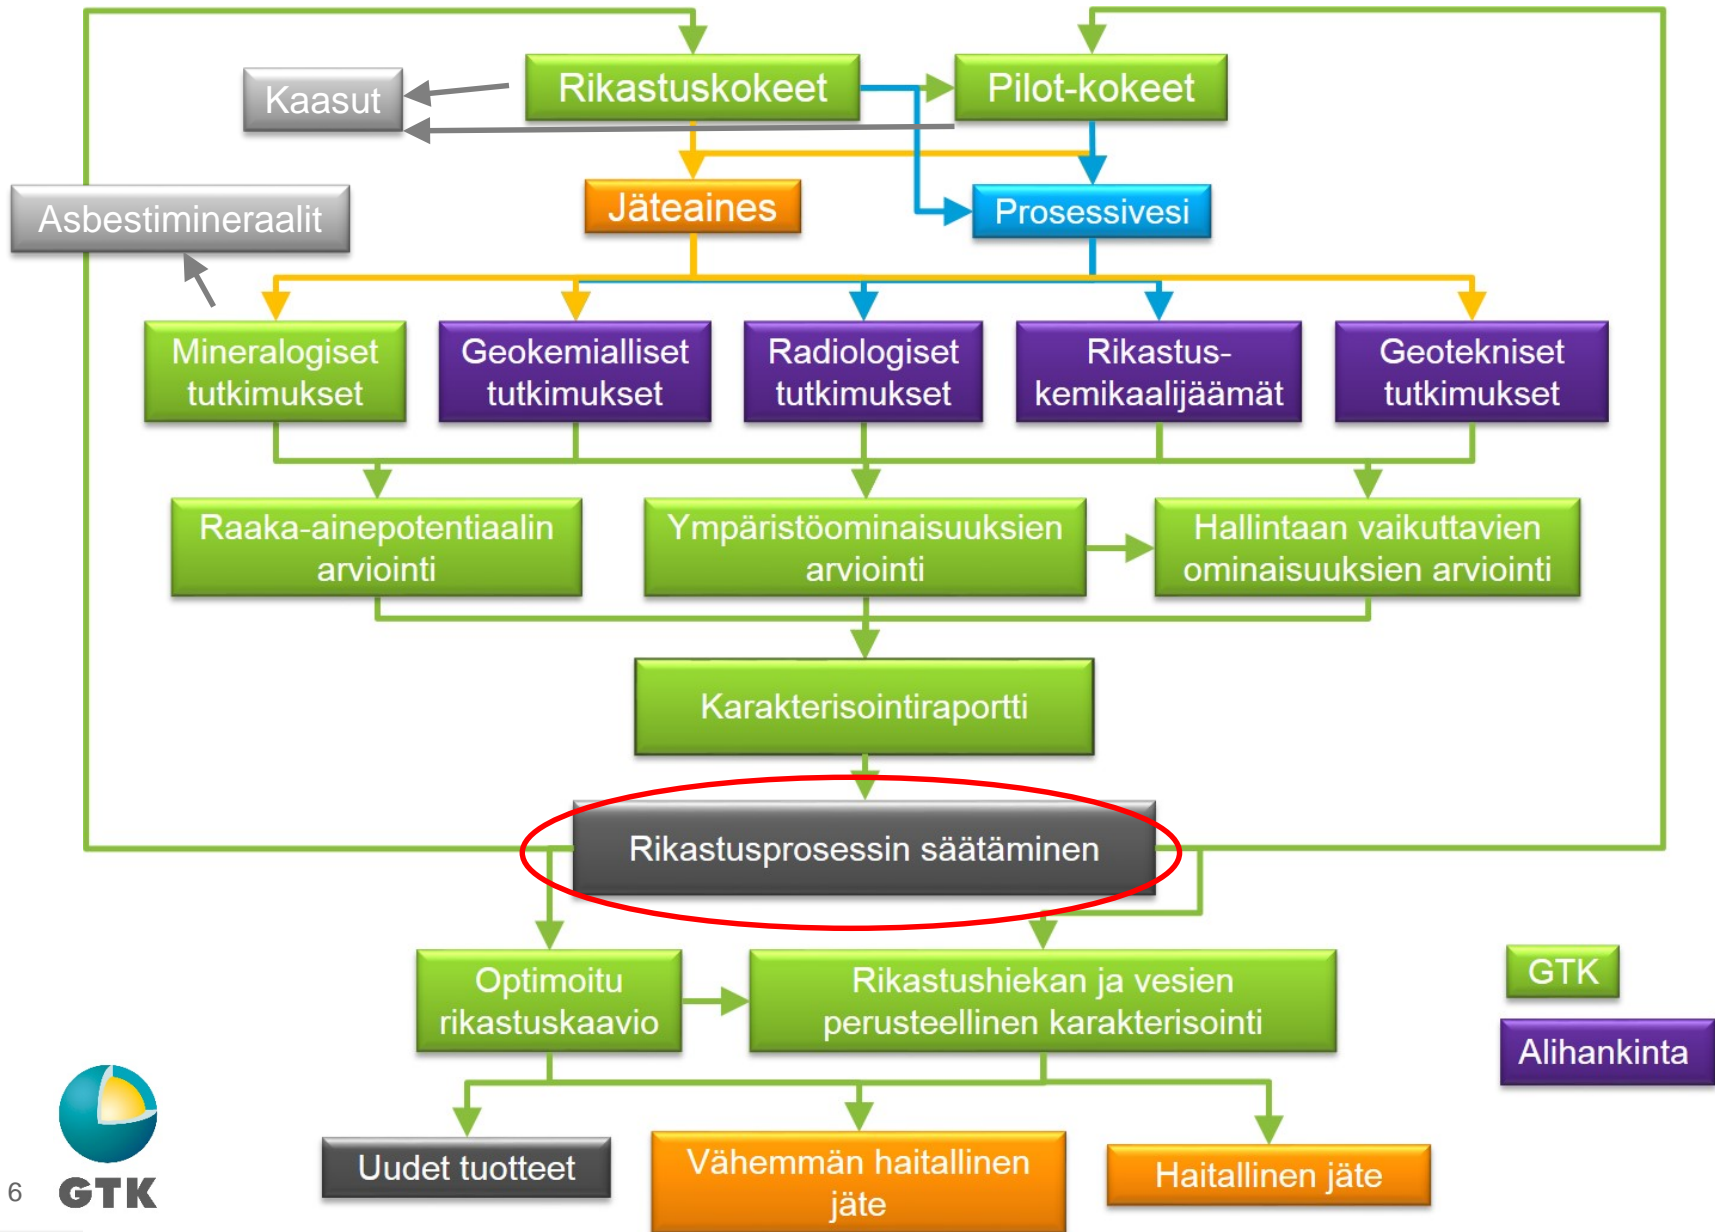 Rikastuskokeet
Pilot-kokeet
Kaasut
Asbestimineraalit
Jäteaines
Prosessivesi
Mineralogiset
tutkimukset
Geokemialliset
tutkimukset
Radiologiset
tutkimukset
Rikastus-
kemikaalijäämät
Geotekniset
tutkimukset
Raaka-ainepotentiaalin
arviointi
Ympäristöominaisuuksien
arviointi
Hallintaan vaikuttavien
ominaisuuksien arviointi
Karakterisointiraportti
Rikastusprosessin säätäminen
Optimoitu
rikastuskaavio
Rikastushiekan ja vesien
perusteellinen karakterisointi
GTK
Alihankinta
Uudet tuotteet
Vähemmän haitallinen
jäte
Haitallinen jäte
6
GTK